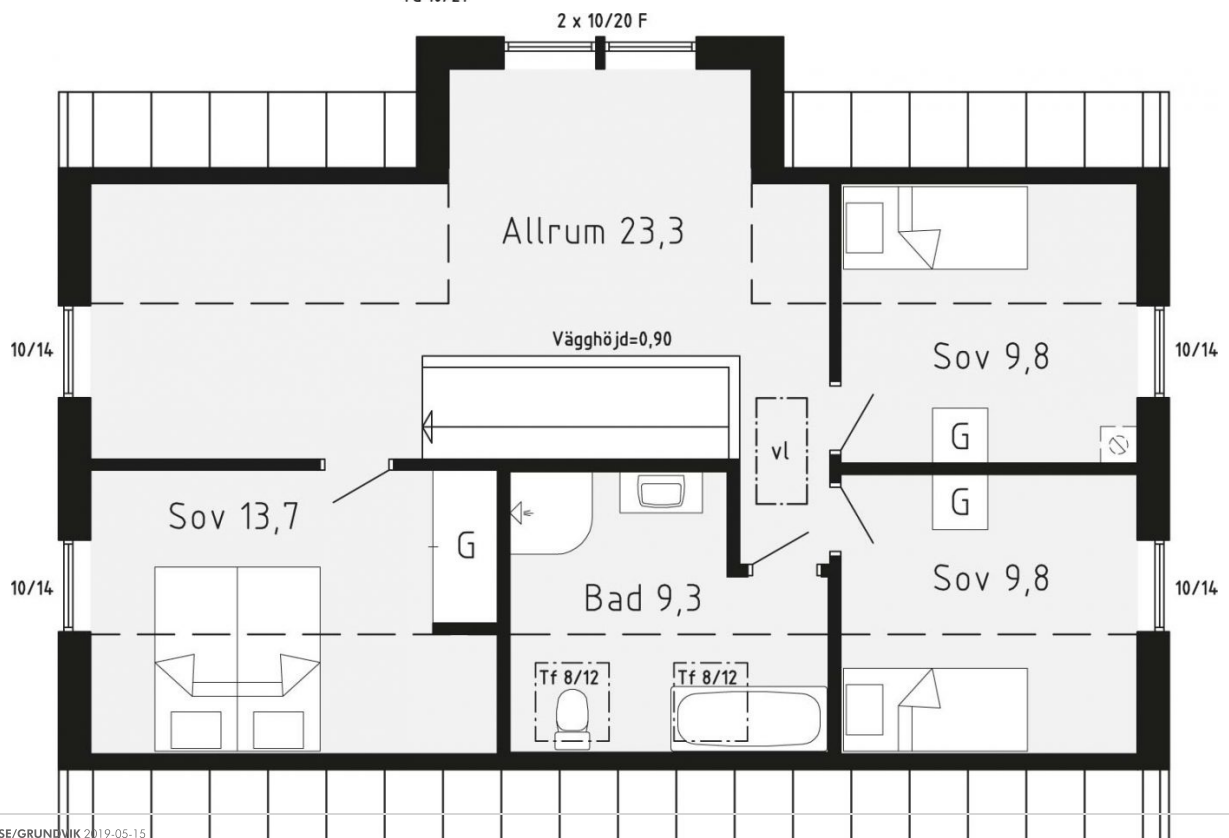 2 x 10/20 F
Allrum 23,3
Vägghöjd=0,90
10/14
Sov 9,8
10/14
G
vl
G
Sov 13,7
G
Bad 9,3
Sov 9,8
10/14
10/14
Tf 8/12
Tf 8/12
SE/GRUNDVIK 2019-05-15